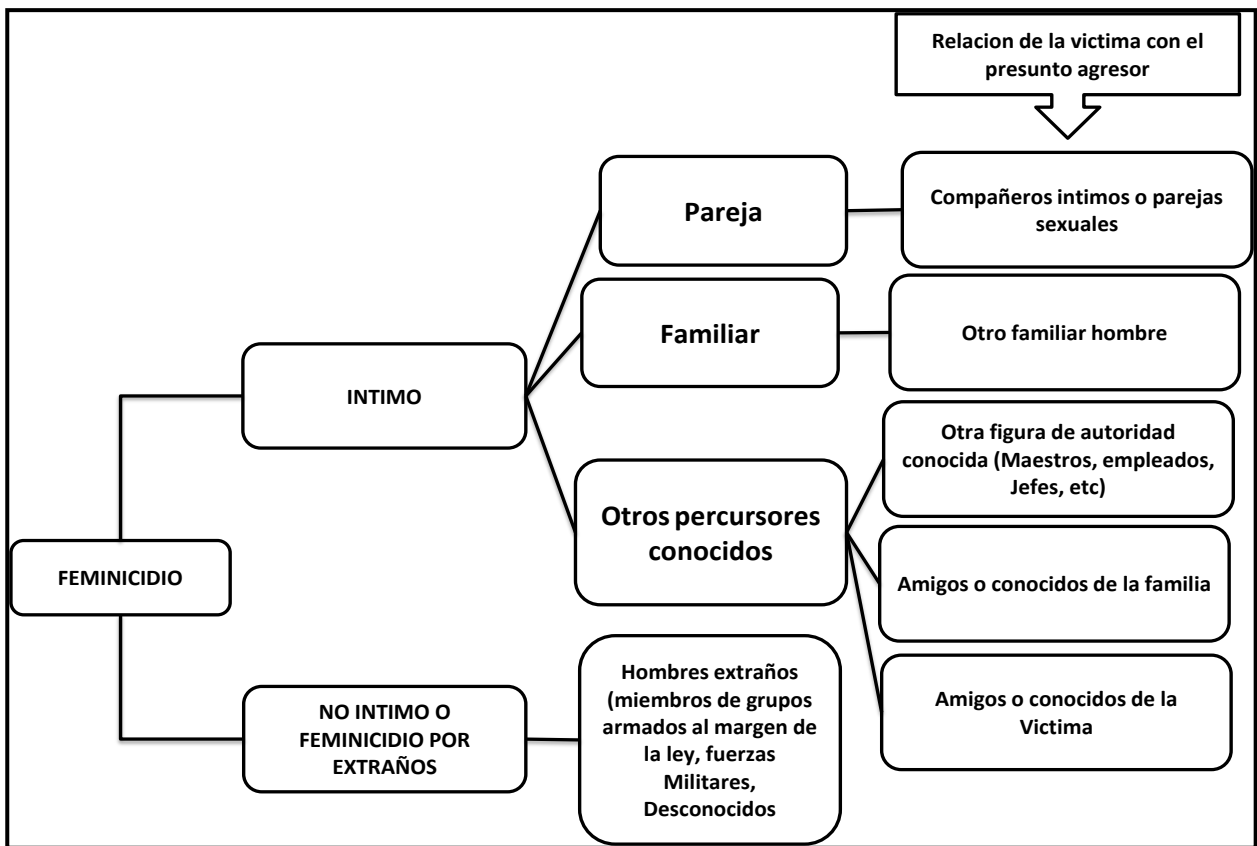 Relacion de la victima con el
presunto agresor
Pareja
Compañeros intimos o parejas
sexuales
Familiar
Otro familiar hombre
INTIMO
Otra figura de autoridad
conocida (Maestros, empleados,
Jefes, etc)
Otros percursores
conocidos
FEMINICIDIO
Amigos o conocidos de la familia
Hombres extraños
(miembros de grupos
armados al margen de
la ley, fuerzas
Militares,
Desconocidos
NO INTIMO O
FEMINICIDIO POR
EXTRAÑOS
Amigos o conocidos de la
Victima